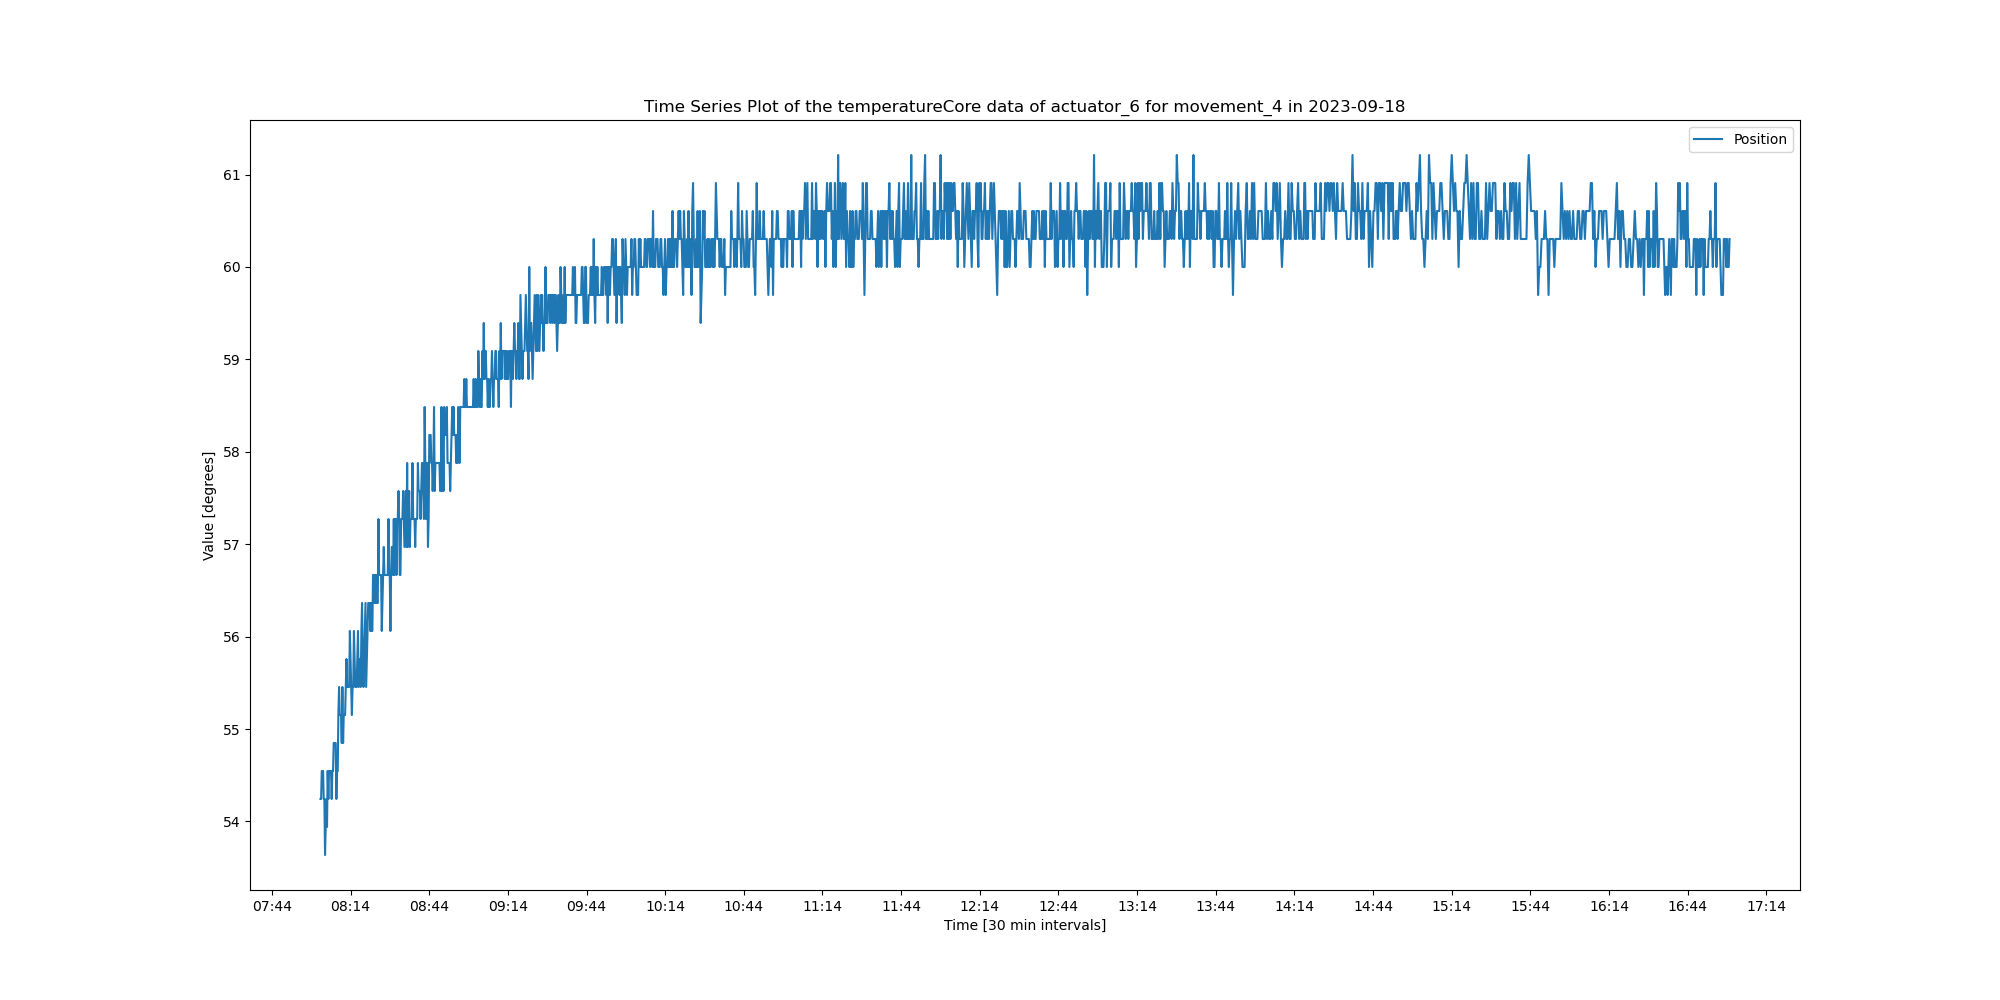 Time Series Plot of the temperatureCore data of actuator_6 for movement_4 in 2023-09-18
Position
61
60
59
58
57
56
55
54
Value [degrees]
07:44 08:14 08:44 09:14 09:44 10:14 10:44 11:14 11:44 12:14 12:44 13:14 13:44 14:14 14:44 15:14 15:44 16:14 16:44 17:14
Time [30 min intervals]